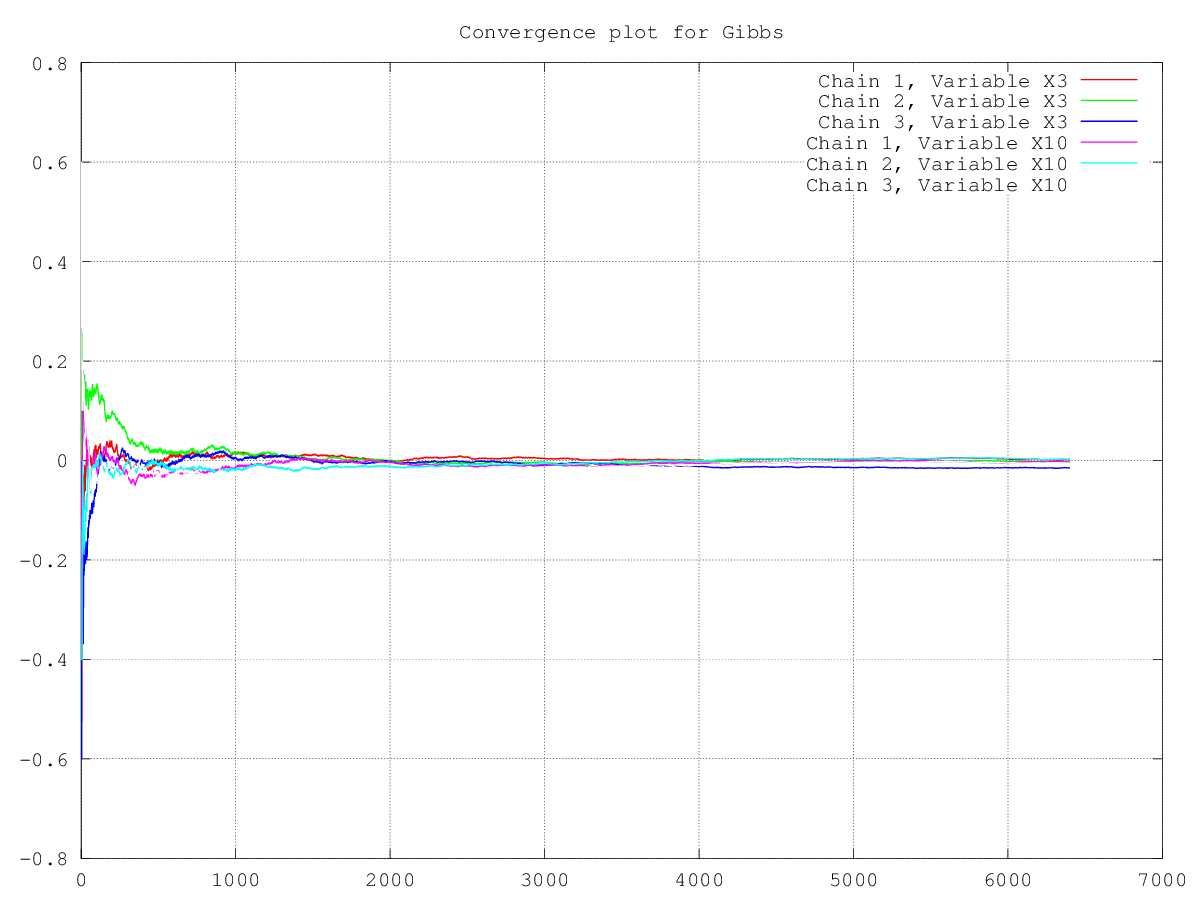 Convergence plot for Gibbs
0.8
0.6
0.4
0.2
0
-0.2
-0.4
-0.6
-0.8
Chain 1, Variable X3
Chain 2, Variable X3
Chain 3, Variable X3
Chain 1, Variable X10
Chain 2, Variable X10
Chain 3, Variable X10
0 1000 2000 3000 4000 5000 6000 7000